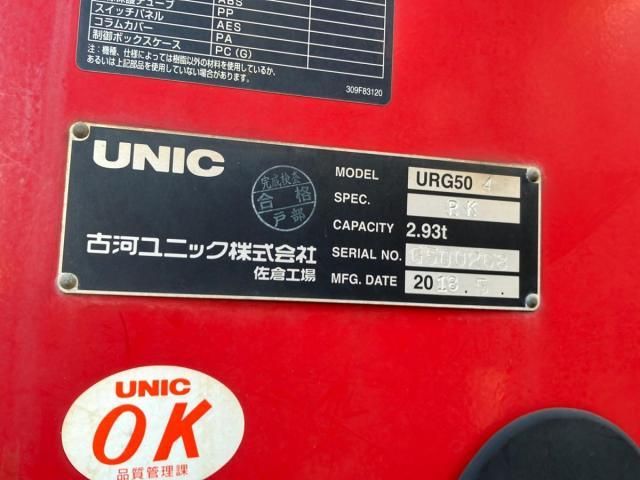 ABS
スイッチパネル PP
コラムカバー AES
制御ボックスケース PA
PC(G)
注:機種、仕様によっては樹脂以外の材料を使用しているか、
あるいは上記部品を使用していない場合があります。
309F83120
UNIC
完成検査
合格
戸部
古河ユニック株式会社
佐倉工場
MODEL URG50 4
SPEC. RK
CAPACITY 2.93t
SERIAL NO.
MFG. DATE 2018.5.
UNIC
OK
品質管理課